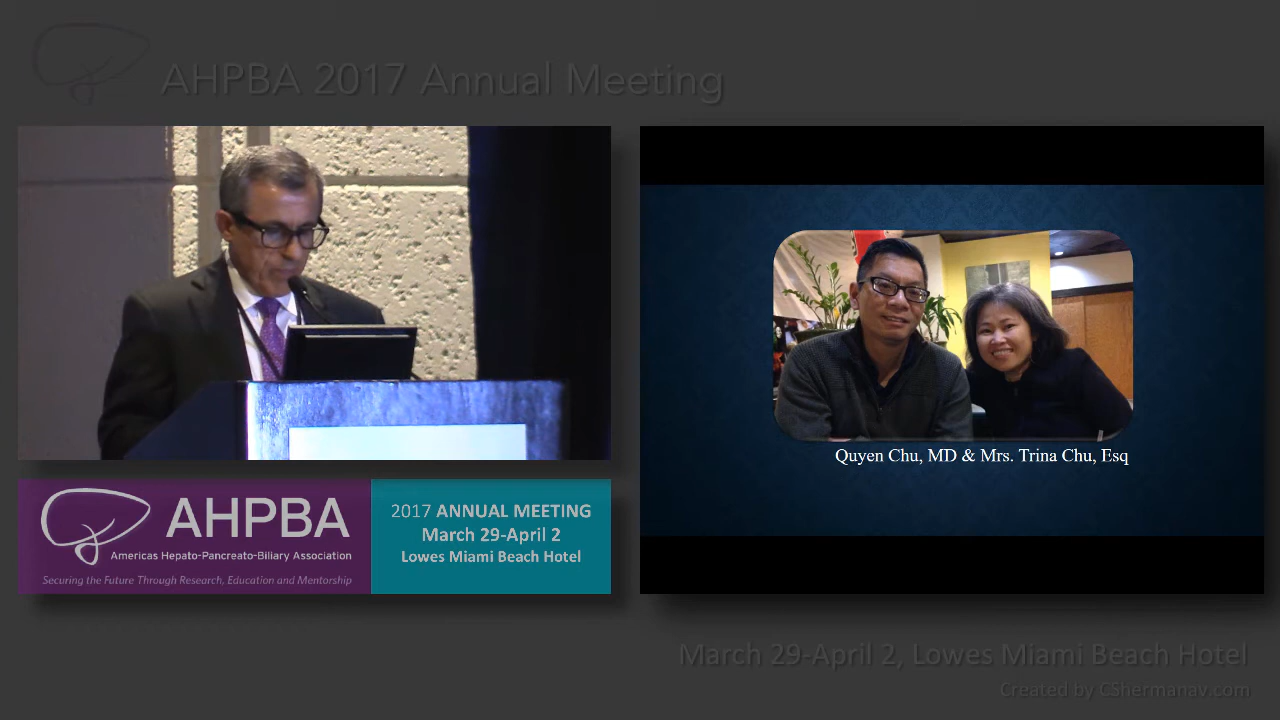 AHPBA 2017 Annual Meeting
Quyen Chu, MD & Mrs. Trina Chu, Esq
AHPBA
Americas Hepato-Pancreato-Biliary Association
Securing the Future Through Research, Education and Mentorship
2017 ANNUAL MEETING
March 29-April 2
Lowes Miami Beach Hotel
March 29-April 2, Lowes Miami Beach Hotel
Created by CShermanav.com